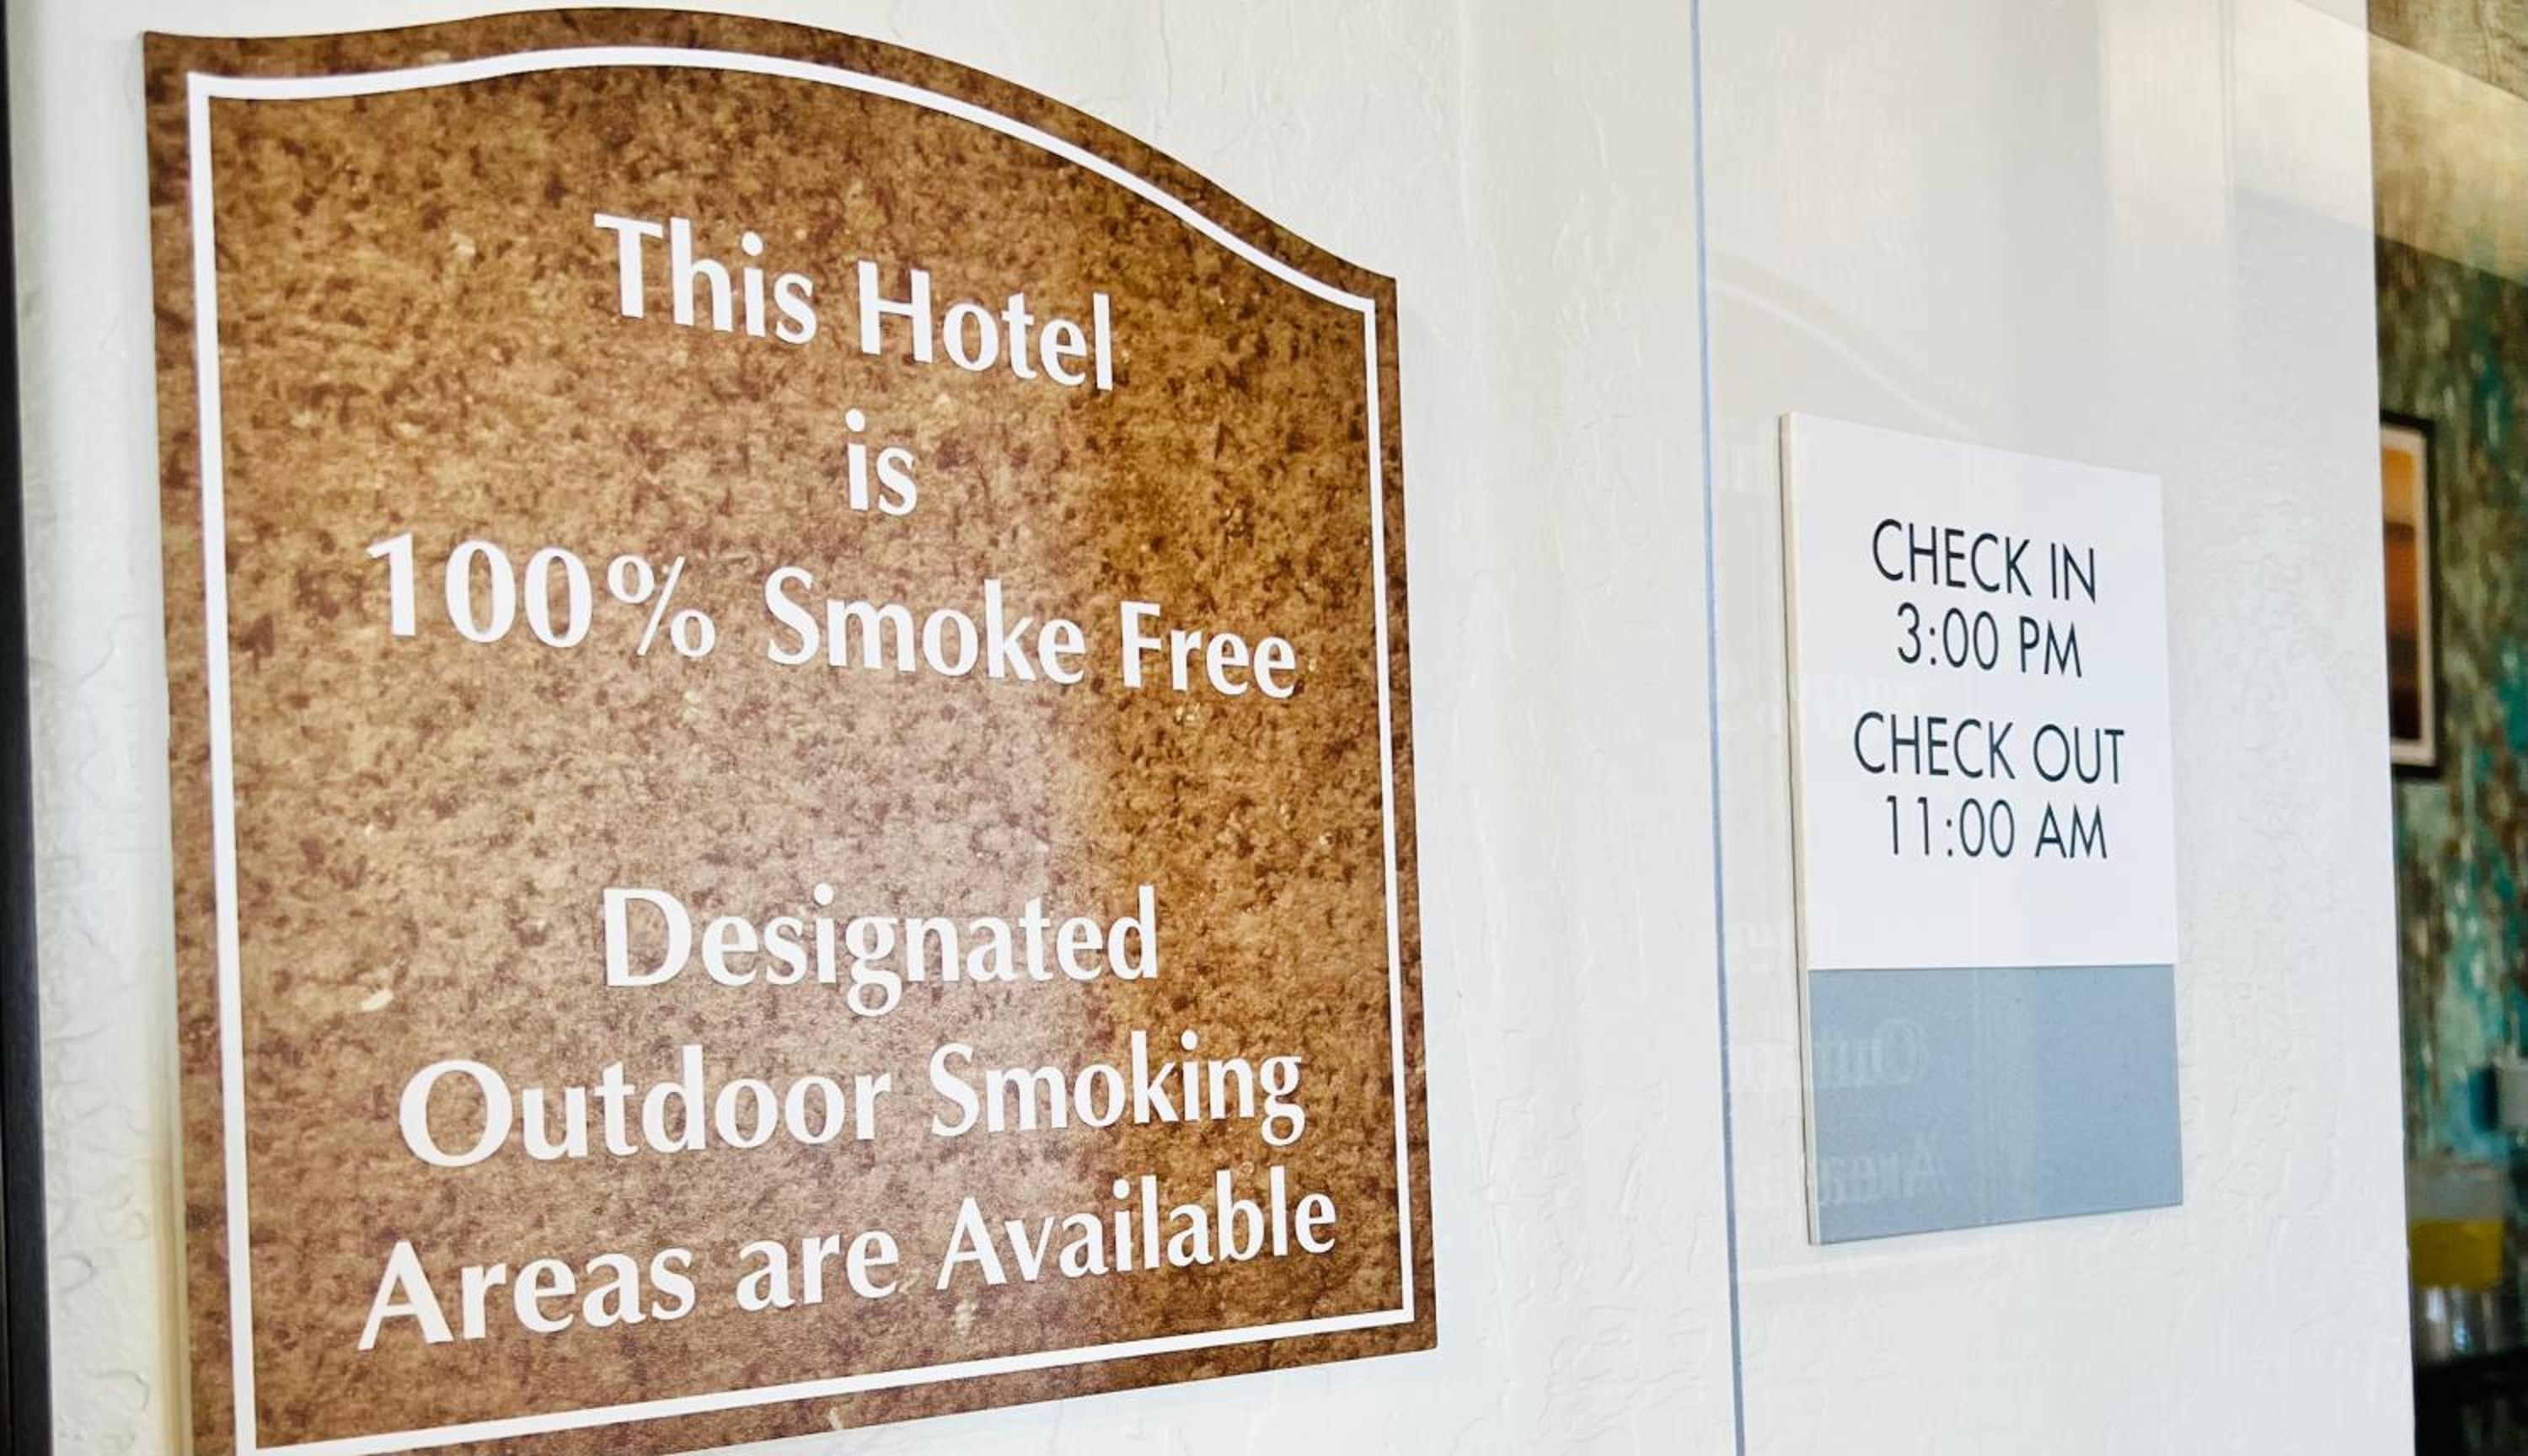 This Hotel
is
100% Smoke Free
Designated
Outdoor Smoking
Areas are Available
CHECK IN
3:00 PM
CHECK OUT
11:00 AM